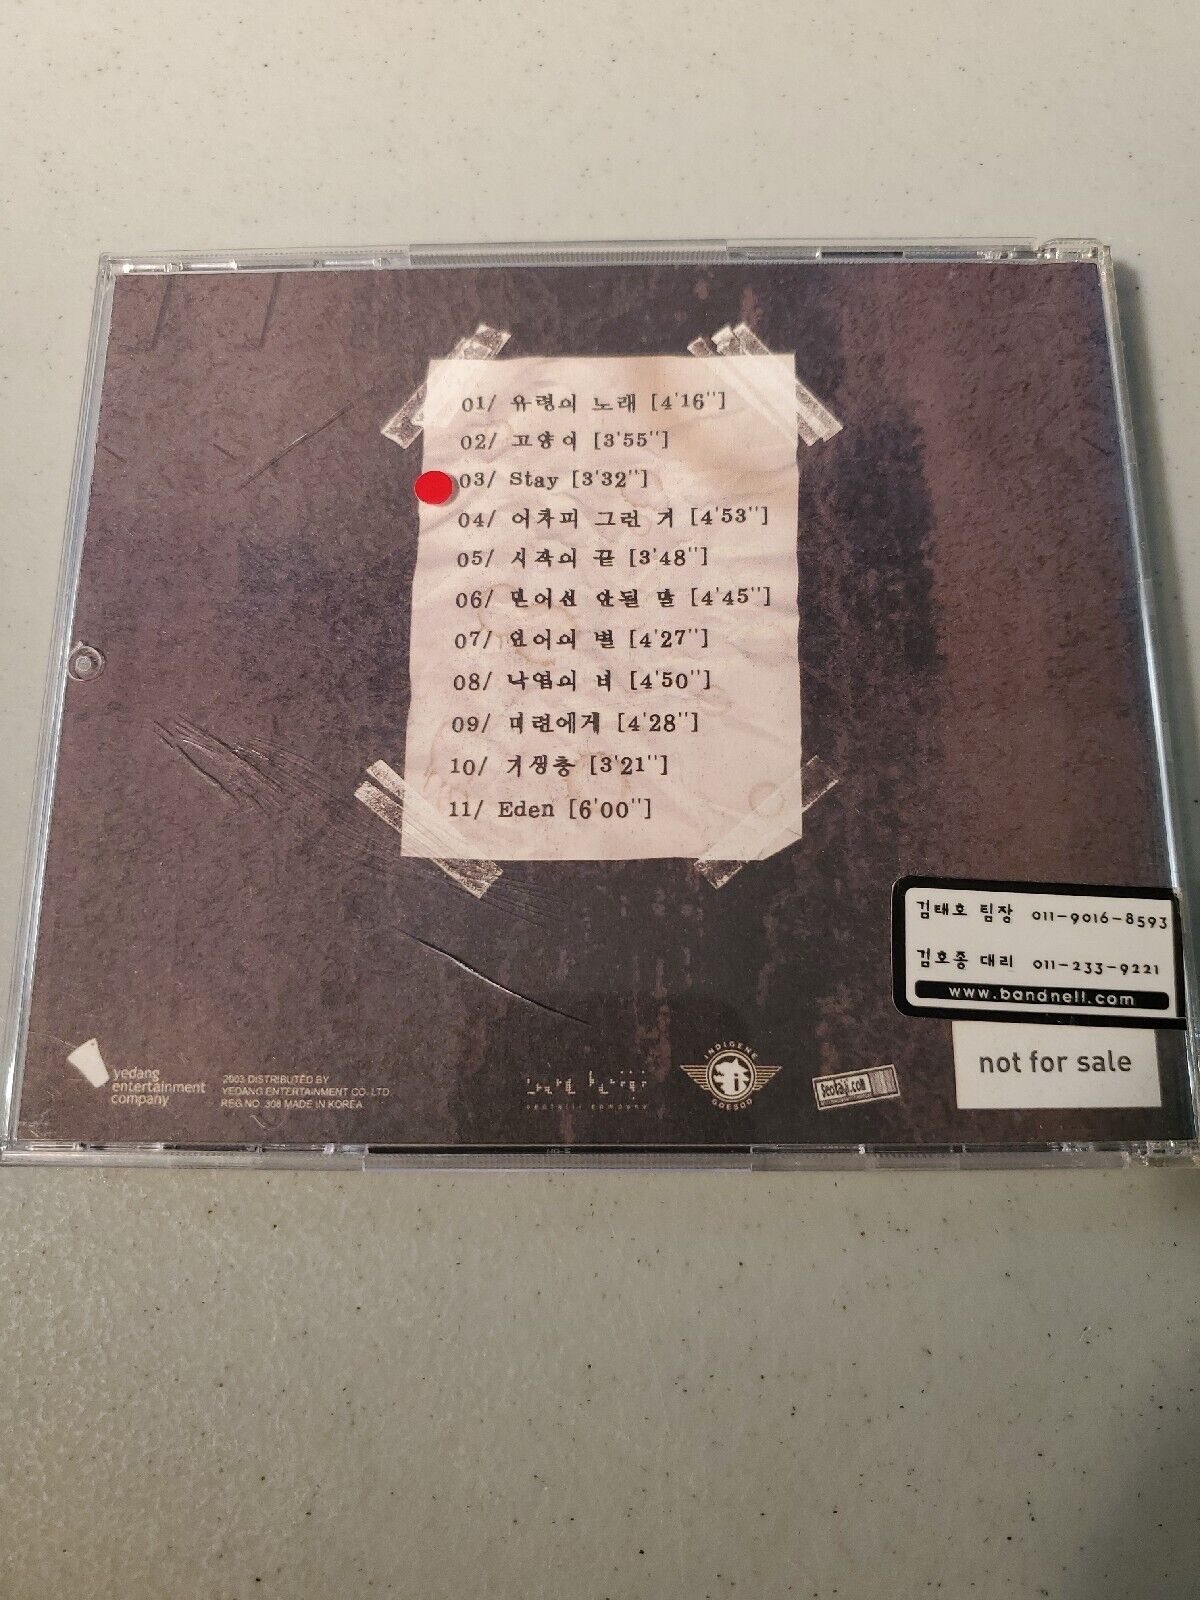 01/ 유령의 노래 [4'16"]
02/ 고양이 [3'55"]
03/ Stay [3'32"]
04/ 어차피 그런 거 [4'53"]
05/ 시작의 끝 [3'48"]
06/ 믿어선 안될 말 [4'45"]
07/ 인어의 별 [4'27"]
08/ 낙엽의 비 [4'50"]
09/ 미련에게 [4'28"]
10/ 기생충 [3'21"]
11/ Eden [6'00"]
김태호 팀장 011-9016-8593
김호종 대리 011-233-9221
www.bandnell.com
not for sale
yedang
entertainment
company
2003 DISTRIBUTED BY
YEDANG ENTERTAINMENT CO. LTD
REG.NO. 308 MADE IN KOREA
seotaiji company
INDIGENE
i
seotaiji.com